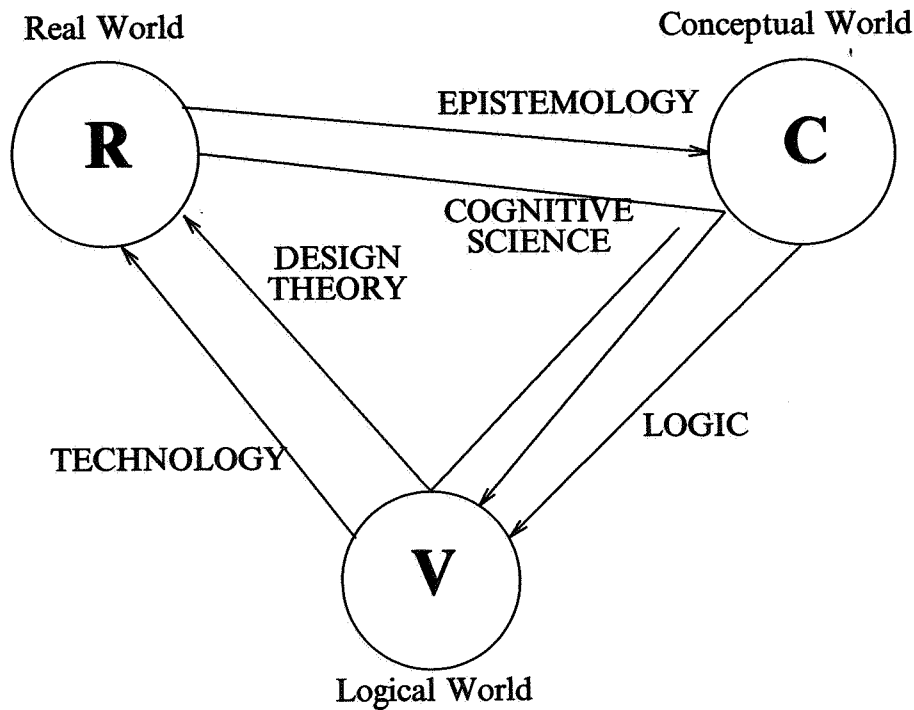 Real World
Conceptual World
R
EPISTEMOLOGY
C
COGNITIVE
SCIENCE
DESIGN
THEORY
LOGIC
TECHNOLOGY
V
Logical World